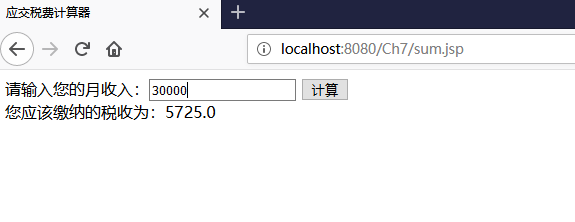 应交税费计算器
localhost:8080/Ch7/sum.jsp
请输入您的月收入：30000 计算
您应该缴纳的税收为：5725.0